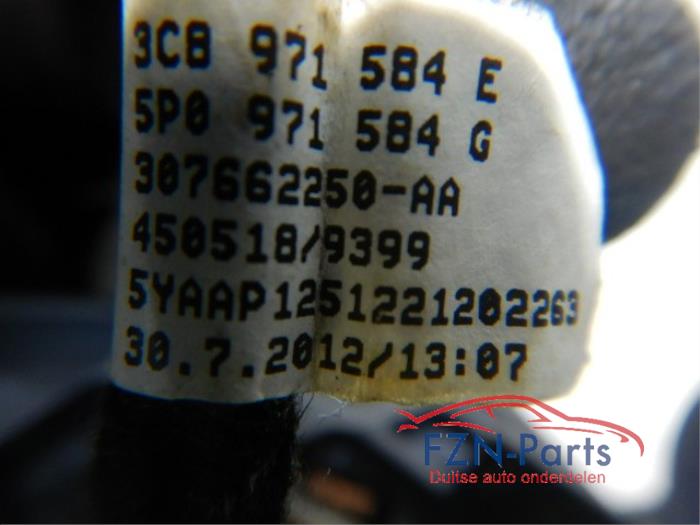 3C8 971 584 E
5P0 971 584 G
307662250-AA
450518/9399
5YAAP1251221202263
30.7.2012/13:07
FZN-Parts
Duitse auto onderdelen